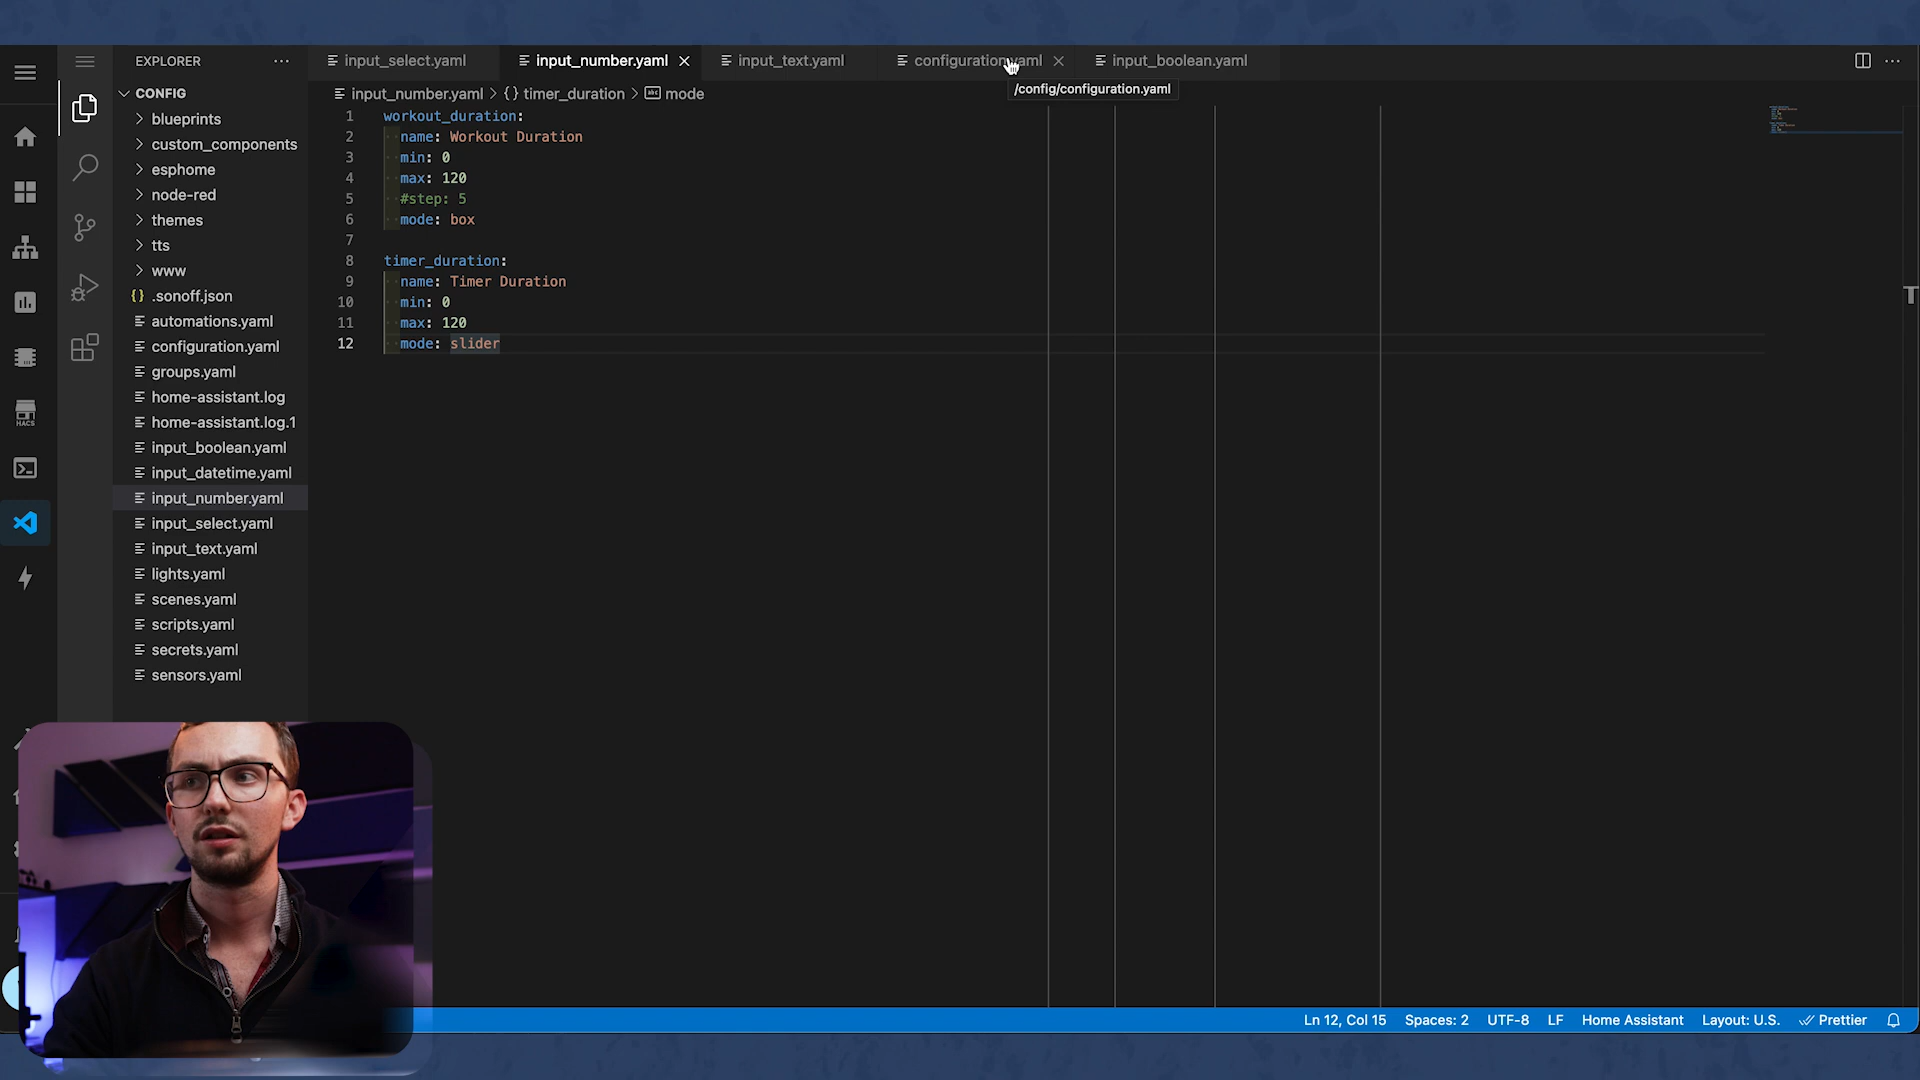 EXPLORER
input_select.yaml
input_number.yaml
input_text.yaml
configuration.yaml
input_boolean.yaml
input_number.yaml > {} timer_duration > abc mode
/config/configuration.yaml
CONFIG
blueprints
custom_components
esphome
node-red
themes
tts
www
{} .sonoff.json
automations.yaml
configuration.yaml
groups.yaml
home-assistant.log
home-assistant.log.1
input_boolean.yaml
input_datetime.yaml
input_number.yaml
input_select.yaml
input_text.yaml
lights.yaml
scenes.yaml
scripts.yaml
secrets.yaml
sensors.yaml
HACS
1 workout_duration:
2 name: Workout Duration
3 min: 0
4 max: 120
5 #step: 5
6 mode: box
7
8 timer_duration:
9 name: Timer Duration
10 min: 0
11 max: 120
12 mode: slider
T
Ln 12, Col 15 Spaces: 2 UTF-8 LF Home Assistant Layout: U.S. Prettier